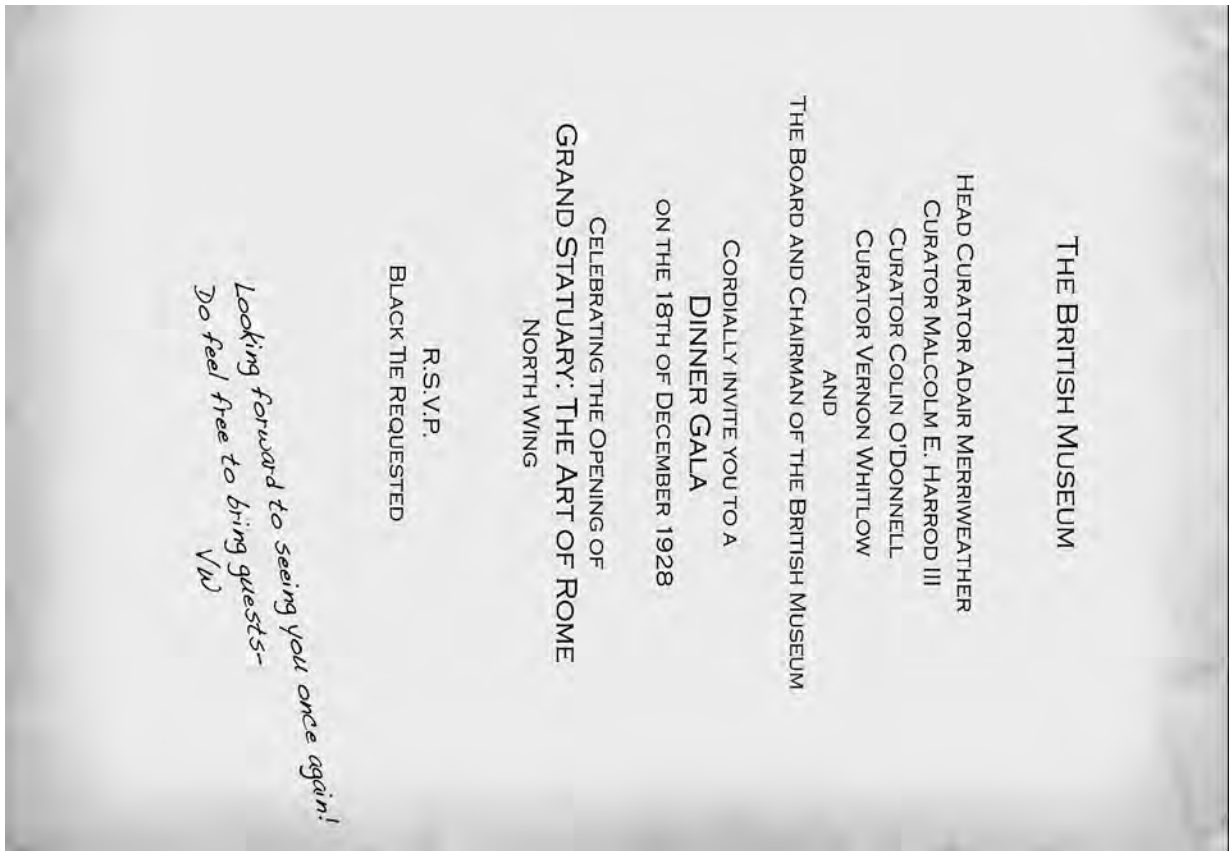 THE BRITISH MUSEUM
HEAD CURATOR ADAIR MERRIWEATHER
CURATOR MALCOLM E. HARROD III
CURATOR COLIN O'DONNELL
CURATOR VERNON WHITLOW
AND
THE BOARD AND CHAIRMAN OF THE BRITISH MUSEUM
CORDIALLY INVITE YOU TO A
DINNER GALA
ON THE 18TH OF DECEMBER 1928
CELEBRATING THE OPENING OF
GRAND STATUARY: THE ART OF ROME
NORTH WING
R.S.V.P.
BLACK TIE REQUESTED
Looking forward to seeing you once again!
Do feel free to bring guests-
VW